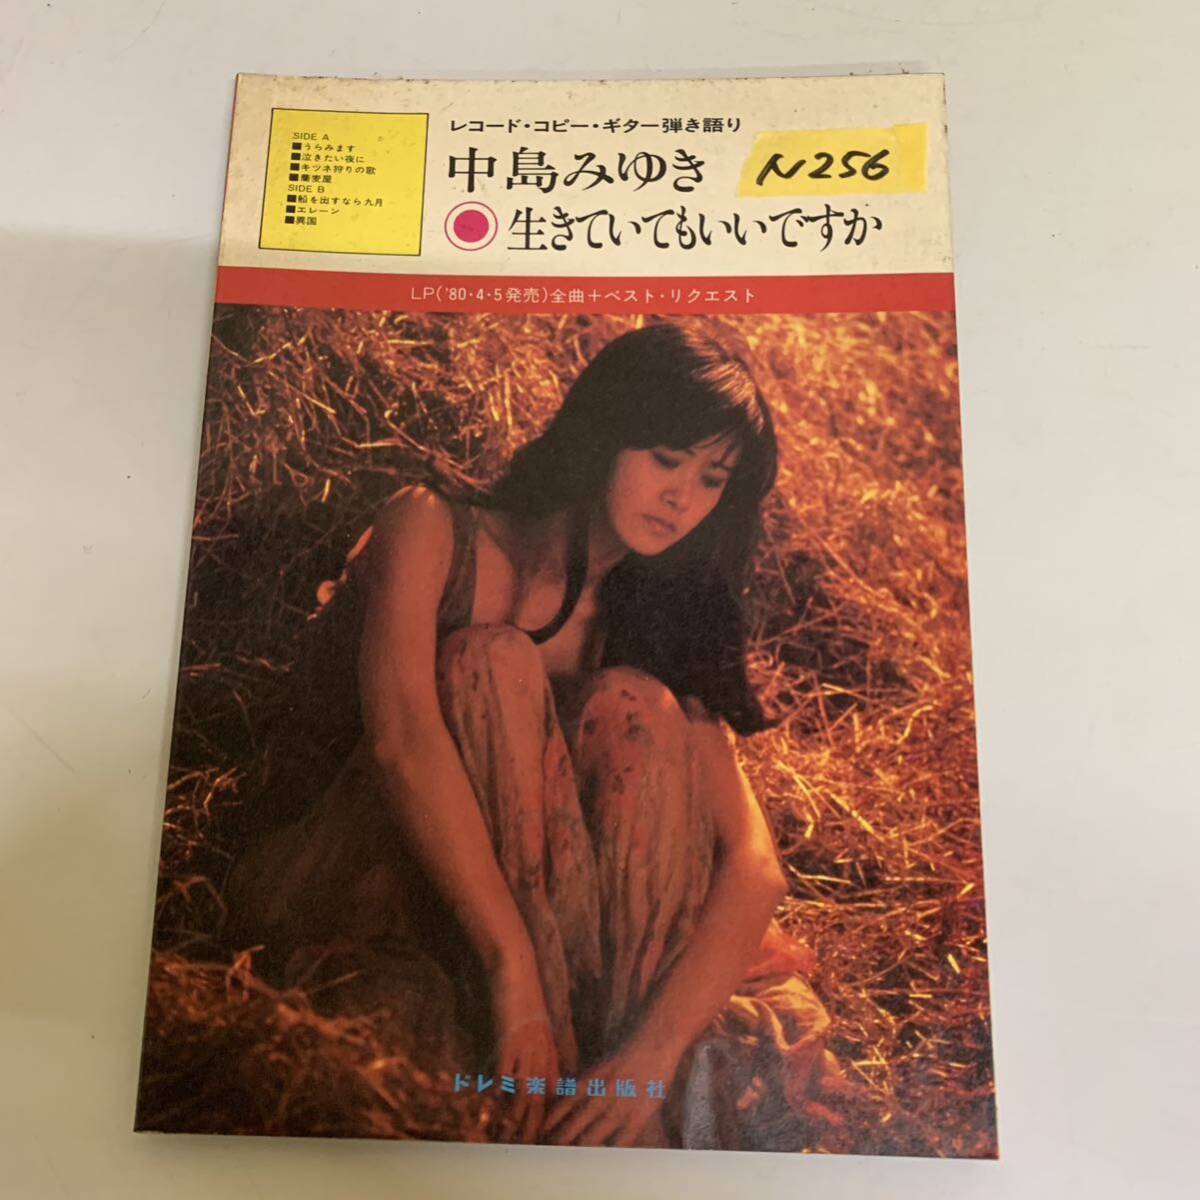 SIDE A
■うらみます
■泣きたい夜に
■キツネ狩りの歌
■蕎麦屋
SIDE B
■船を出すなら九月
■エレーン
■異国
レコード・コピー・ギター弾き語り
中島みゆき
N256
生きていてもいいですか
LP('80・4・5発売)全曲+ベスト・リクエスト
ドレミ楽譜出版社